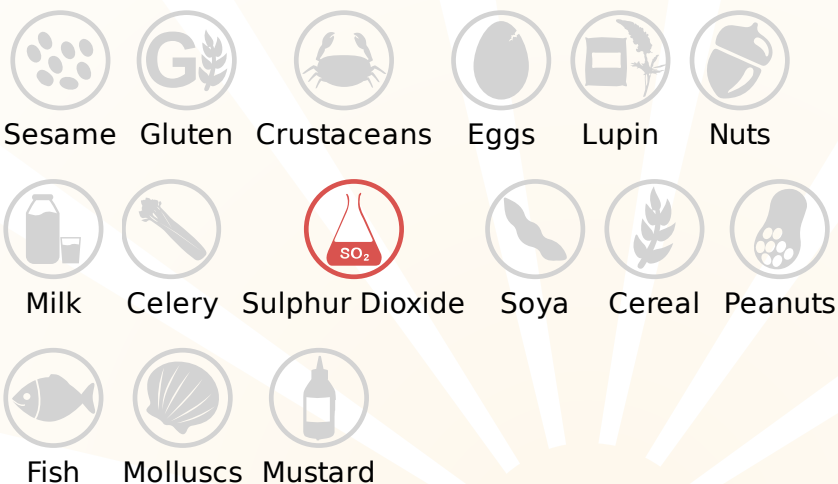 G
Sesame Gluten Crustaceans Eggs Lupin Nuts
SO₂
Milk Celery Sulphur Dioxide Soya Cereal Peanuts
Fish Molluscs Mustard